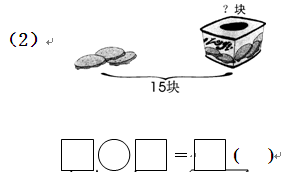 ？块
（2）
15块
= ( )